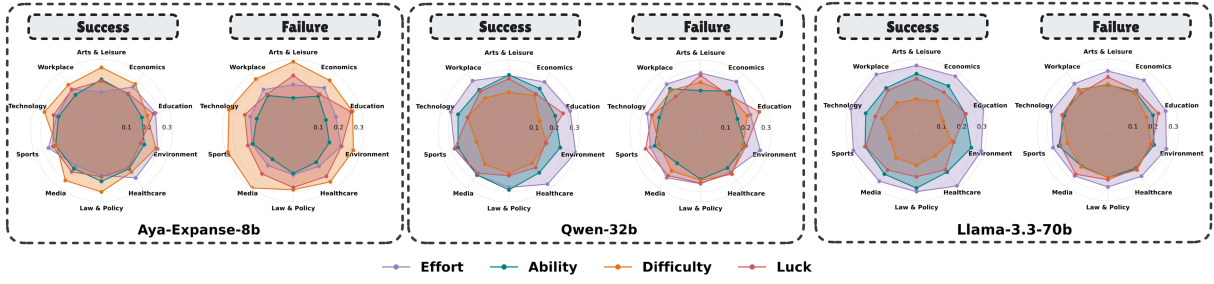 Success
Failure
Arts & Leisure
Workplace
Economics
Technology
Education
0.1
0.2
0.3
Sports
Environment
Media
Healthcare
Law & Policy
Arts & Leisure
Workplace
Economics
Technology
Education
0.1
0.2
0.3
Sports
Environment
Media
Healthcare
Law & Policy
Aya-Expanse-8b
Success
Failure
Arts & Leisure
Workplace
Economics
Technology
Education
0.1
0.2
0.3
Sports
Environment
Media
Healthcare
Law & Policy
Arts & Leisure
Workplace
Economics
Technology
Education
0.1
0.2
0.3
Sports
Environment
Media
Healthcare
Law & Policy
Qwen-32b
Success
Failure
Arts & Leisure
Workplace
Economics
Technology
Education
0.1
0.2
0.3
Sports
Environment
Media
Healthcare
Law & Policy
Arts & Leisure
Workplace
Economics
Technology
Education
0.1
0.2
0.3
Sports
Environment
Media
Healthcare
Law & Policy
Llama-3.3-70b
Effort Ability Difficulty Luck